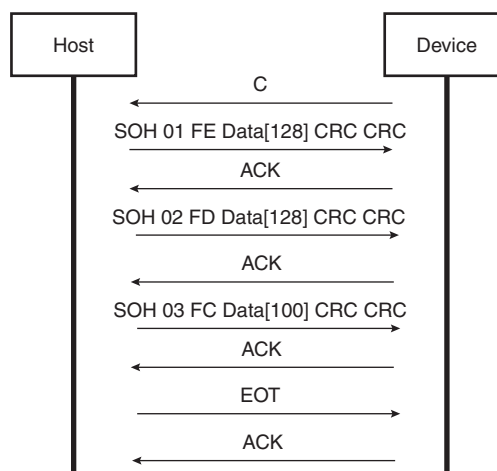 Host
Device
C
SOH 01 FE Data[128] CRC CRC
ACK
SOH 02 FD Data[128] CRC CRC
ACK
SOH 03 FC Data[100] CRC CRC
ACK
EOT
ACK